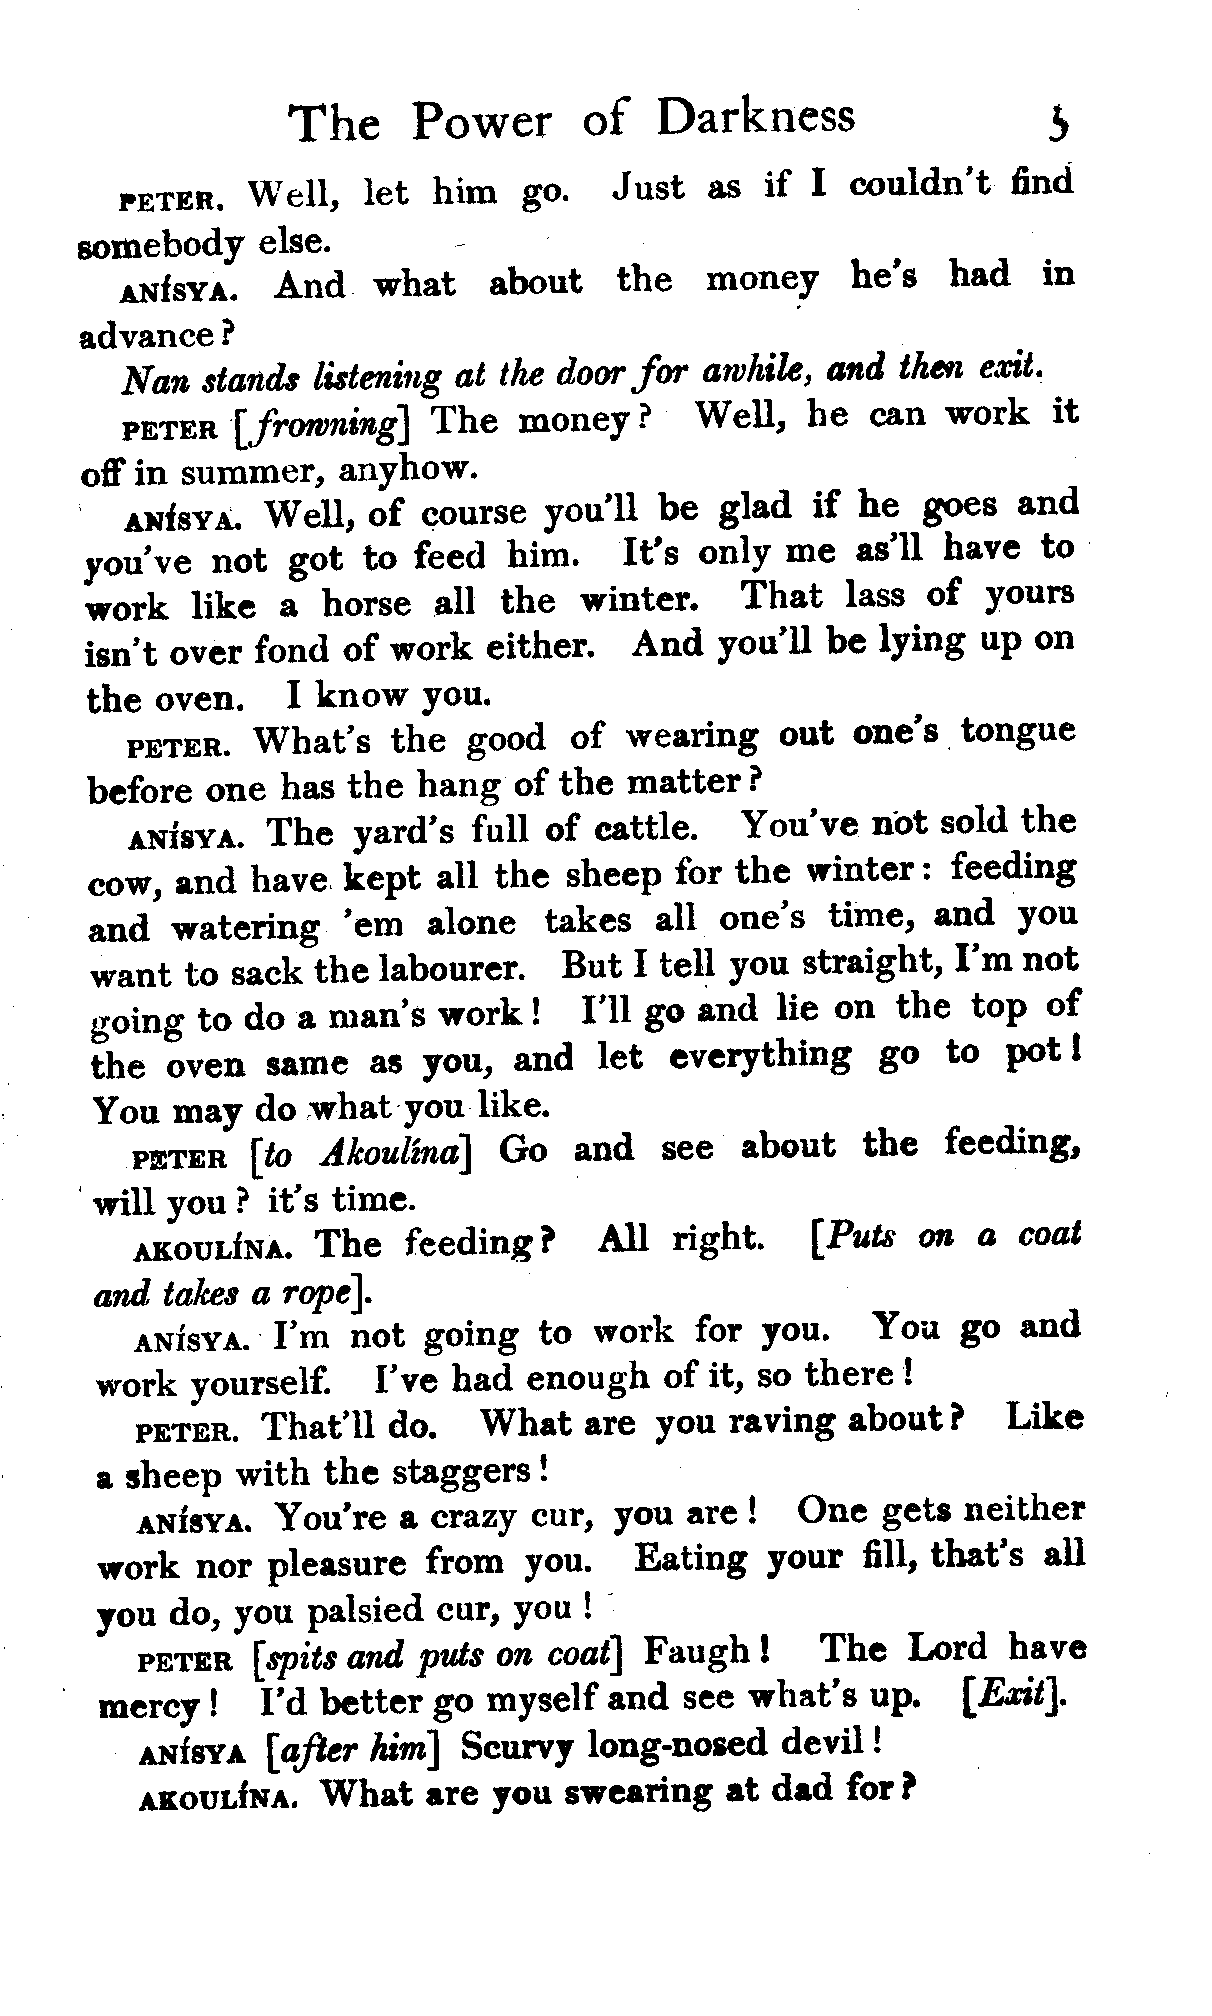 The Power of Darkness 5
PETER. Well, let him go. Just as if I couldn't find
somebody else.
ANÍSYA. And what about the money he's had in
advance?
Nan stands listening at the door for awhile, and then exit.
PETER [frowning] The money? Well, he can work it
off in summer, anyhow.
ANÍSYA. Well, of course you'll be glad if he goes and
you've not got to feed him. It's only me as'll have to
work like a horse all the winter. That lass of yours
isn't over fond of work either. And you'll be lying up on
the oven. I know you.
PETER. What's the good of wearing out one's tongue
before one has the hang of the matter?
ANÍSYA. The yard's full of cattle. You've not sold the
cow, and have kept all the sheep for the winter: feeding
and watering 'em alone takes all one's time, and you
want to sack the labourer. But I tell you straight, I'm not
going to do a man's work! I'll go and lie on the top of
the oven same as you, and let everything go to pot!
You may do what you like.
PETER [to Akoulína] Go and see about the feeding,
will you? it's time.
AKOULÍNA. The feeding? All right. [Puts on a coat
and takes a rope].
ANÍSYA. I'm not going to work for you. You go and
work yourself. I've had enough of it, so there!
PETER. That'll do. What are you raving about? Like
a sheep with the staggers!
ANÍSYA. You're a crazy cur, you are! One gets neither
work nor pleasure from you. Eating your fill, that's all
you do, you palsied cur, you!
PETER [spits and puts on coat] Faugh! The Lord have
mercy! I'd better go myself and see what's up. [Exit].
ANÍSYA [after him] Scurvy long-nosed devil!
AKOULÍNA. What are you swearing at dad for?